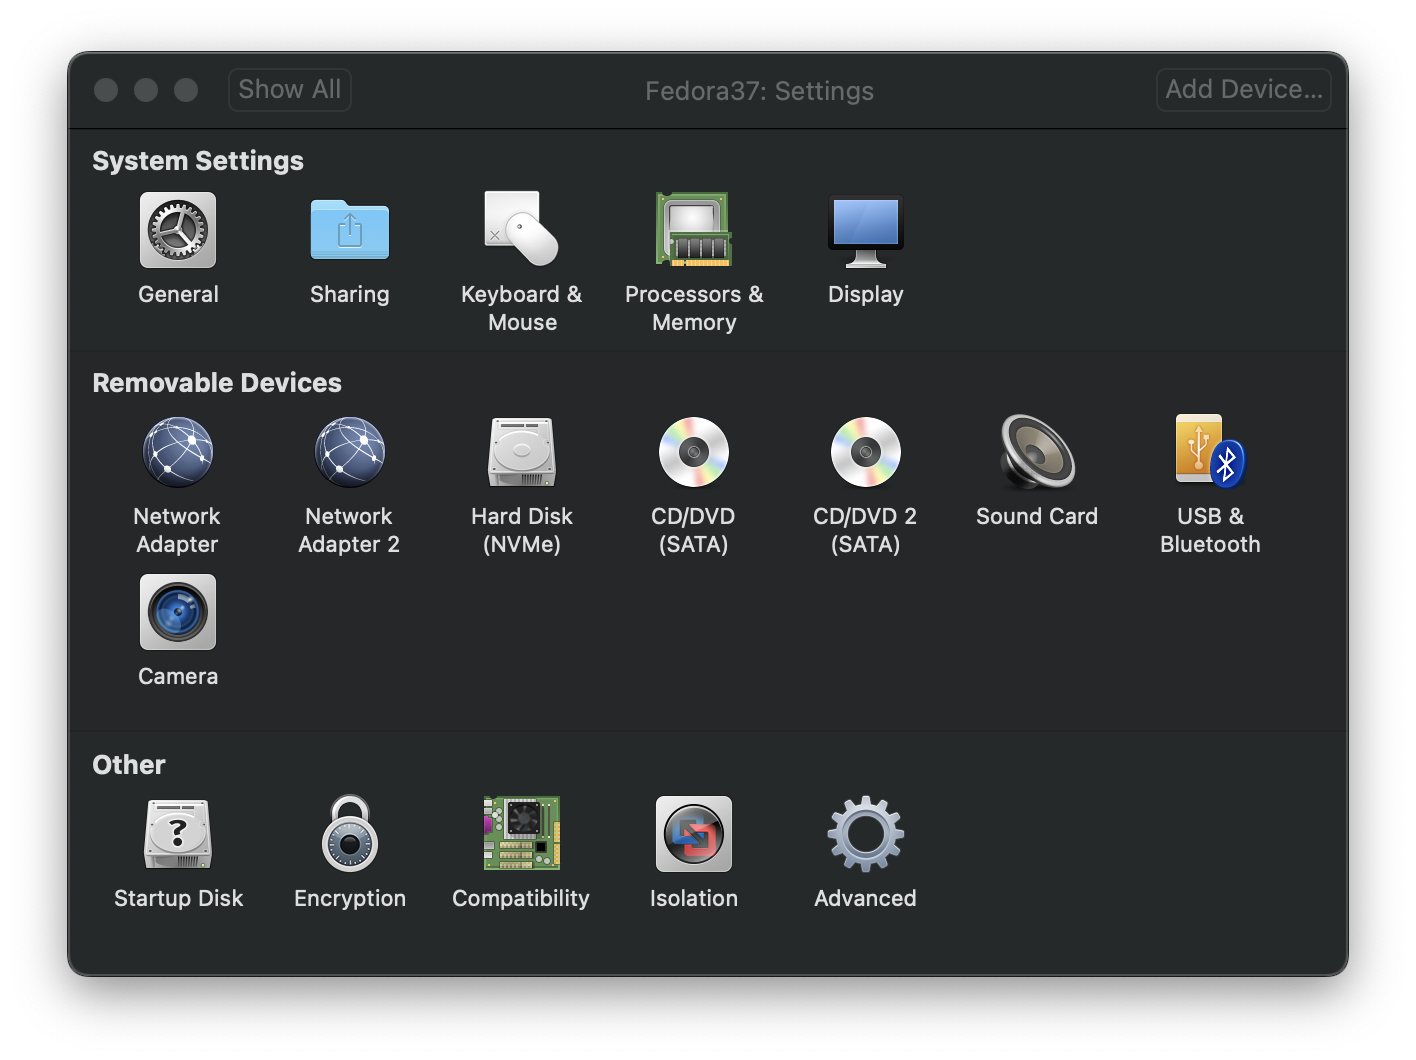 Show All
Fedora37: Settings
Add Device...
System Settings
General
Sharing
Keyboard &
Mouse
Processors &
Memory
Display
Removable Devices
Network
Adapter
Network
Adapter 2
Hard Disk
(NVMe)
CD/DVD
(SATA)
CD/DVD 2
(SATA)
Sound Card
USB &
Bluetooth
Camera
Other
?
Startup Disk
Encryption
Compatibility
Isolation
Advanced